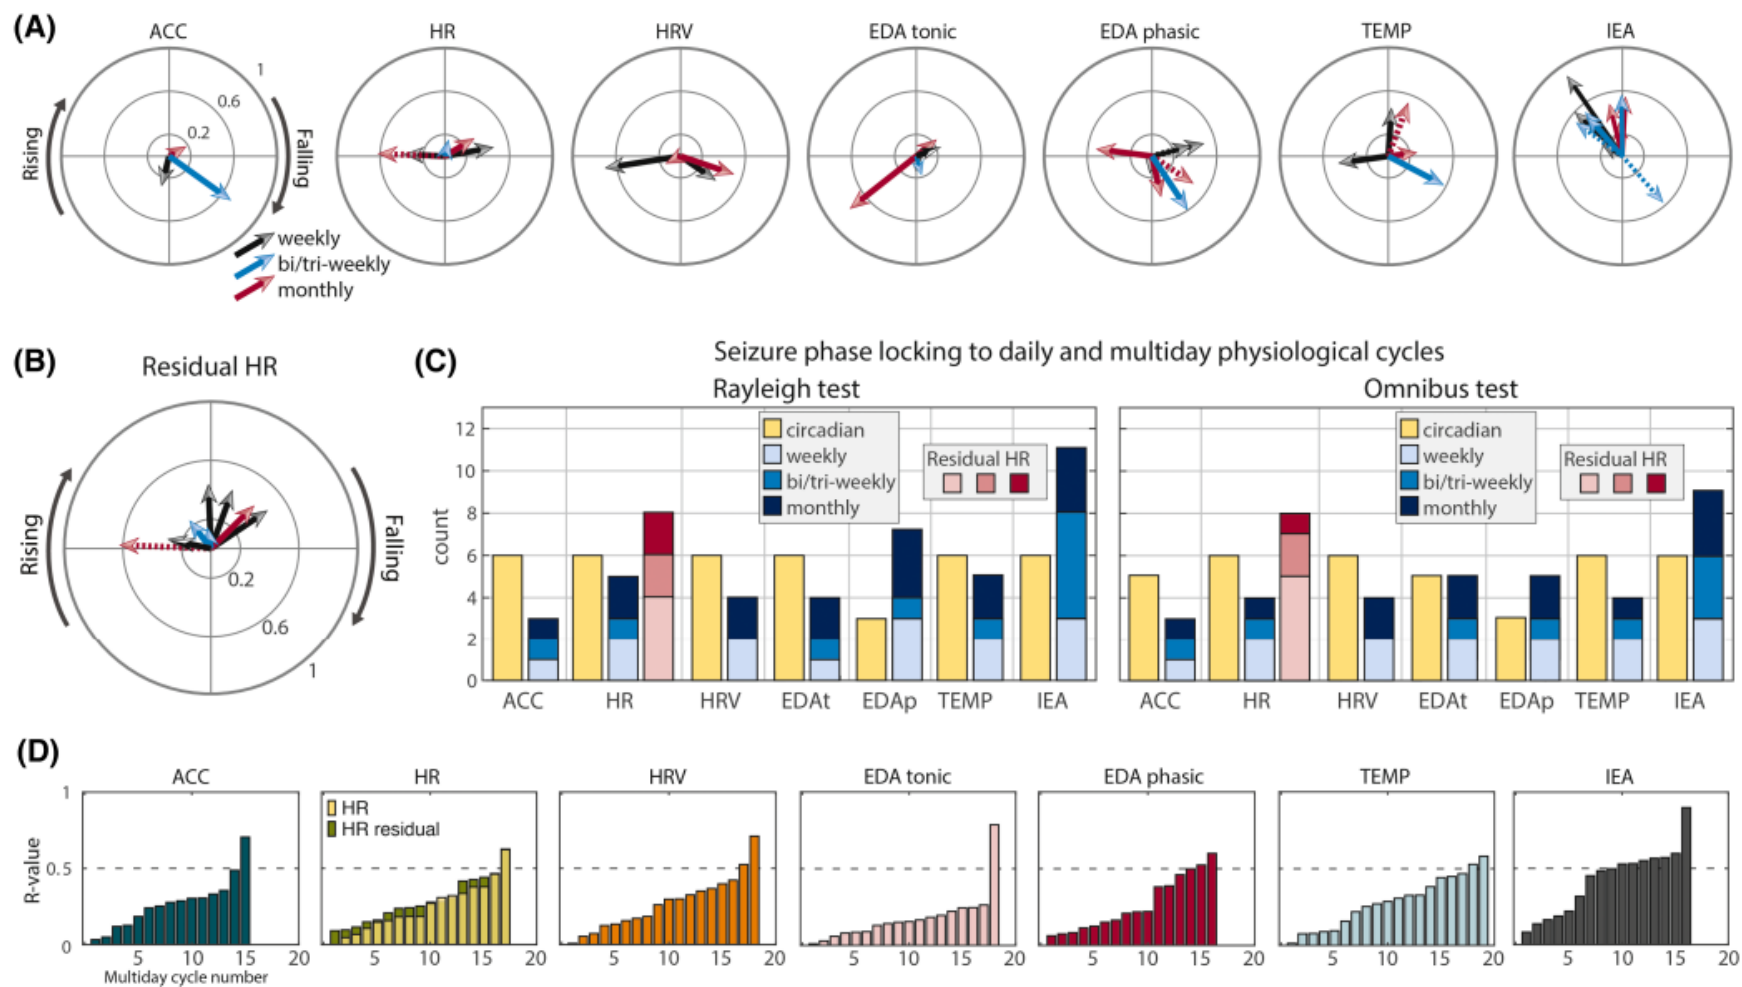 (A)
ACC
HR
HRV
EDA tonic
EDA phasic
TEMP
IEA
1
0.6
0.2
Rising
Falling
weekly
bi/tri-weekly
monthly
(B)
Residual HR
Rising
Falling
0.2
0.6
1
(C)
Seizure phase locking to daily and multiday physiological cycles
Rayleigh test
Omnibus test
count
12
10
8
6
4
2
0
circadian
weekly
bi/tri-weekly
monthly
Residual HR
ACC
HR
HRV
EDAt
EDAp
TEMP
IEA
circadian
weekly
bi/tri-weekly
monthly
Residual HR
ACC
HR
HRV
EDAt
EDAp
TEMP
IEA
(D)
ACC
HR
HRV
EDA tonic
EDA phasic
TEMP
IEA
R-value
1
0.5
0
HR
HR residual
5 10 15 20
5 10 15 20
5 10 15 20
5 10 15 20
5 10 15 20
5 10 15 20
5 10 15 20
Multiday cycle number